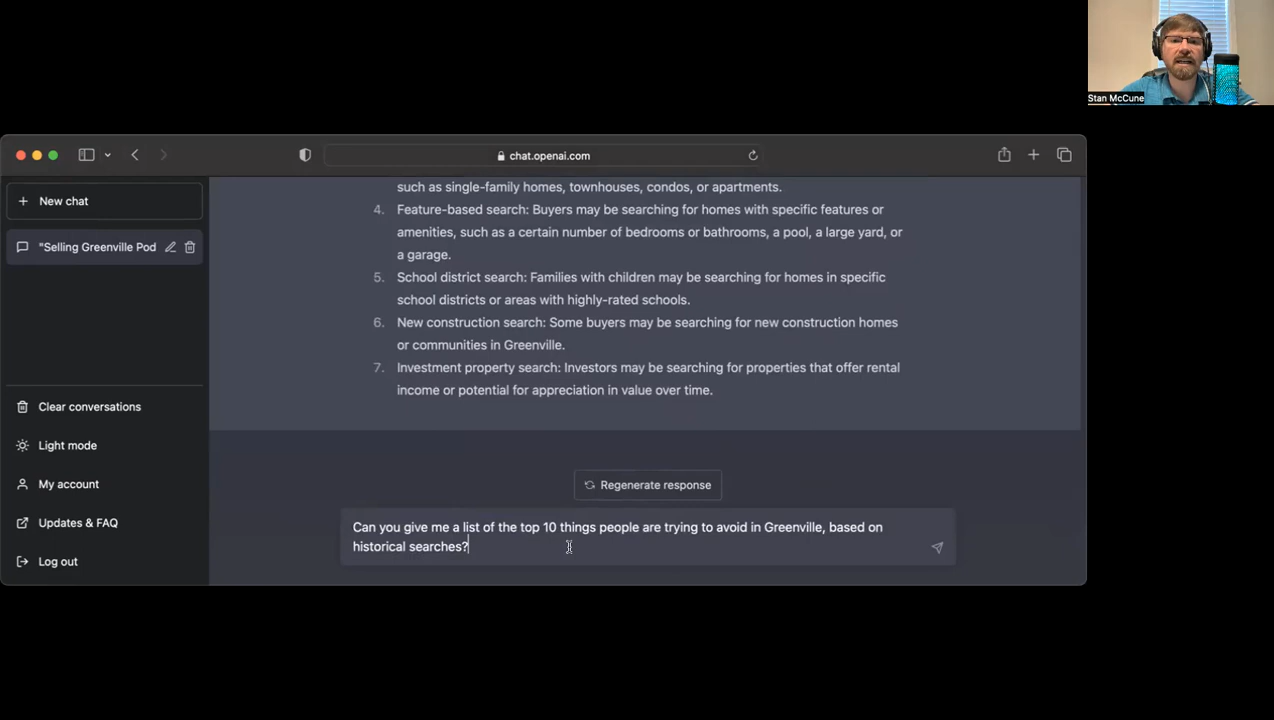 Stan McCune
chat.openai.com
New chat
"Selling Greenville Pod
Clear conversations
Light mode
My account
Updates & FAQ
Log out
such as single-family homes, townhouses, condos, or apartments.
4. Feature-based search: Buyers may be searching for homes with specific features or
amenities, such as a certain number of bedrooms or bathrooms, a pool, a large yard, or
a garage.
5. School district search: Families with children may be searching for homes in specific
school districts or areas with highly-rated schools.
6. New construction search: Some buyers may be searching for new construction homes
or communities in Greenville.
7. Investment property search: Investors may be searching for properties that offer rental
income or potential for appreciation in value over time.
Regenerate response
Can you give me a list of the top 10 things people are trying to avoid in Greenville, based on
historical searches?